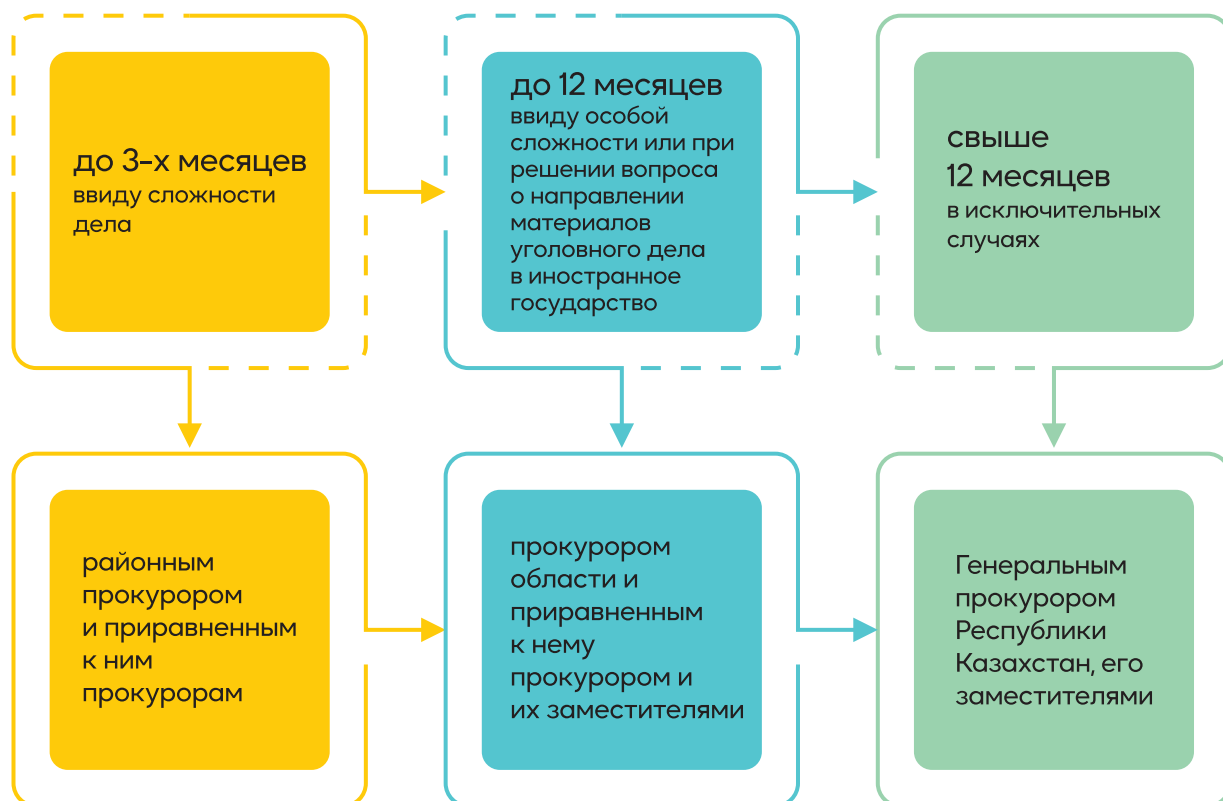 до 3-х месяцев
ввиду сложности
дела
до 12 месяцев
ввиду особой
сложности или при
решении вопроса
о направлении
материалов
уголовного дела
в иностранное
государство
свыше
12 месяцев
в исключительных
случаях
районным
прокурором
и приравненным
к ним
прокурорам
прокурором
области и
приравненным
к нему
прокурором и
их заместителями
Генеральным
прокурором
Республики
Казахстан, его
заместителями